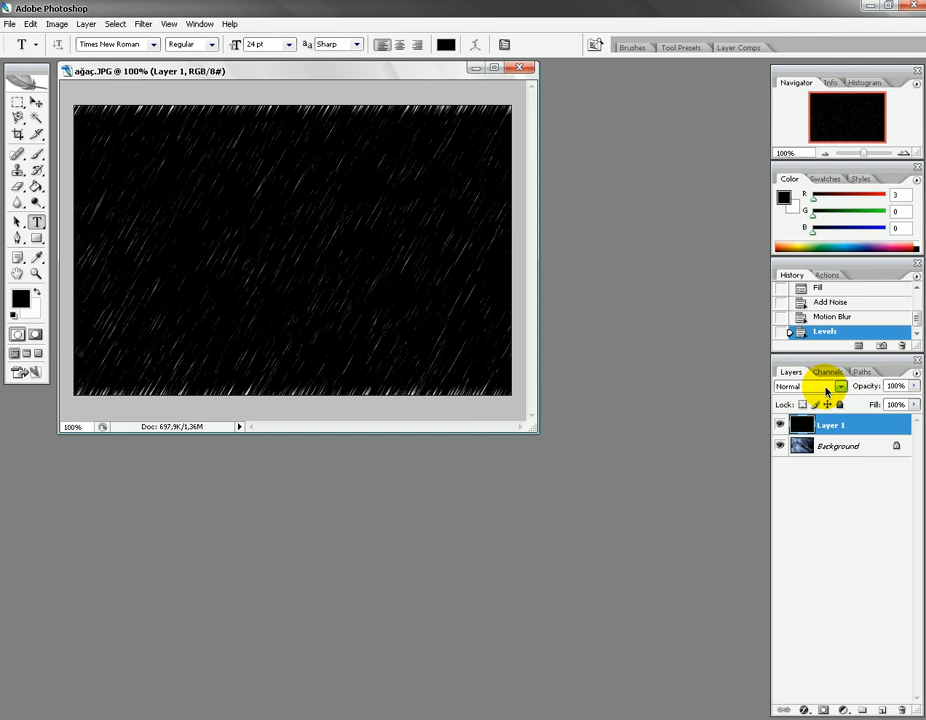 Adobe Photoshop
File Edit Image Layer Select Filter View Window Help
T Times New Roman Regular 24 pt Sharp Brushes Tool Presets Layer Comps
ağaç.JPG @ 100% (Layer 1, RGB/8#)
Navigator Info Histogram
100%
Color Swatches Styles
R 3
G 0
B 0
History Actions
Fill
Add Noise
Motion Blur
Levels
Layers Channels Paths
Normal Opacity: 100%
Lock: Fill: 100%
Layer 1
Background
100% Doc: 697,9K/1,36M